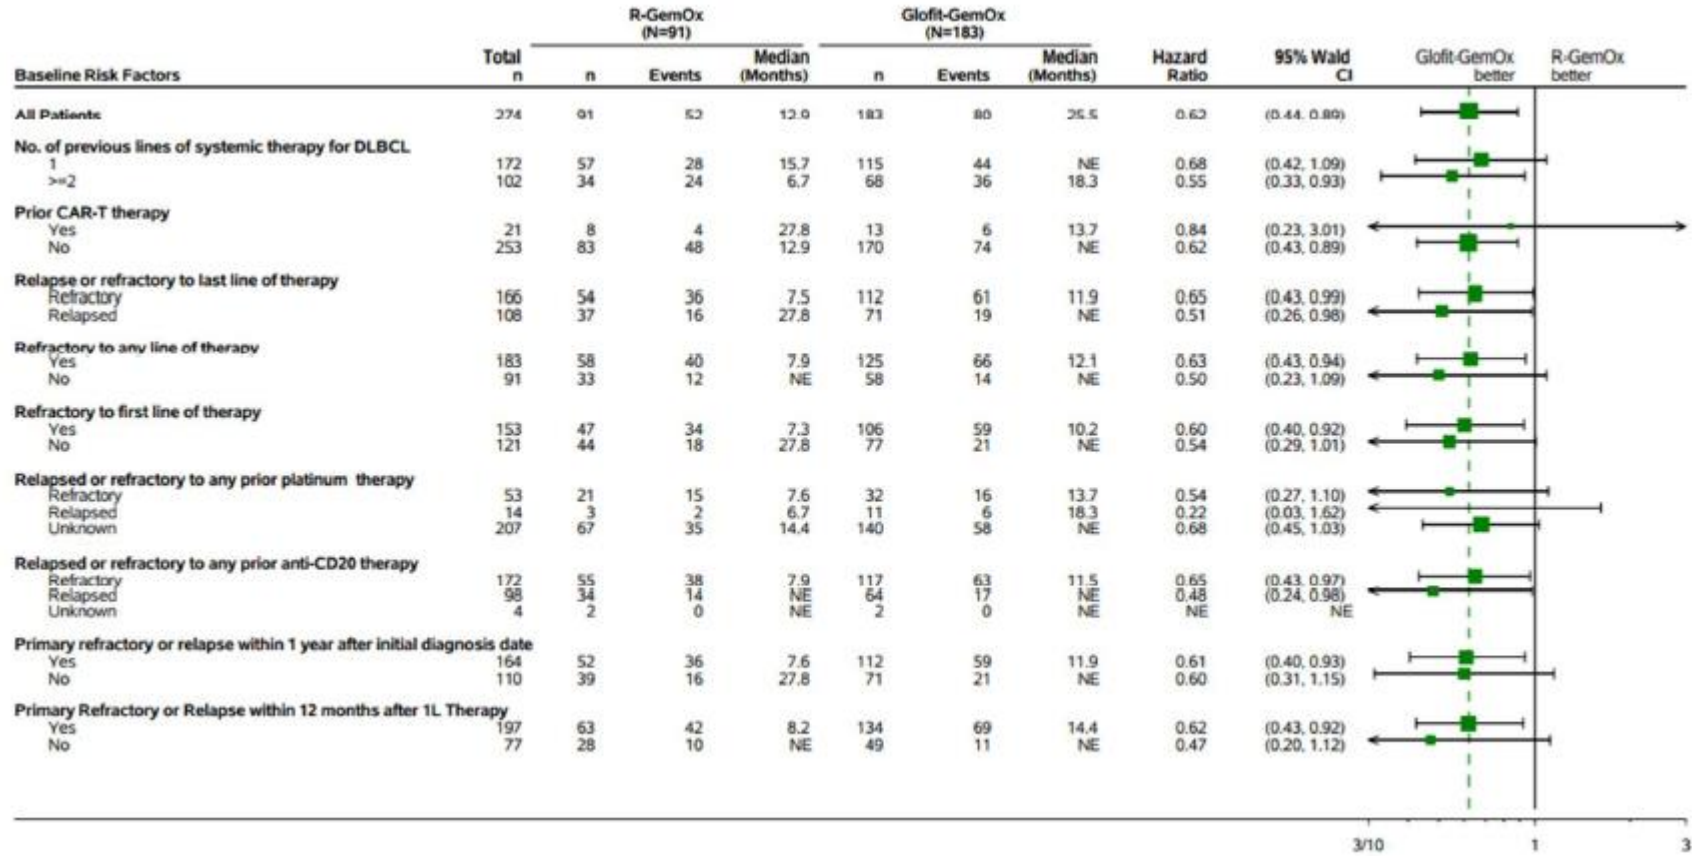 R-GemOx Glofit-GemOx
(N=91) (N=183)
Total Median Median Hazard 95% Wald Glofit-GemOx R-GemOx
Baseline Risk Factors n n Events (Months) n Events (Months) Ratio CI better better
All Patients 274 91 52 12.9 183 80 25.5 0.62 (0.44, 0.89)
No. of previous lines of systemic therapy for DLBCL
1 172 57 28 15.7 115 44 NE 0.68 (0.42, 1.09)
>=2 102 34 24 6.7 68 36 18.3 0.55 (0.33, 0.93)
Prior CAR-T therapy
Yes 21 8 4 27.8 13 6 13.7 0.84 (0.23, 3.01)
No 253 83 48 12.9 170 74 NE 0.62 (0.43, 0.89)
Relapse or refractory to last line of therapy
Refractory 166 54 36 7.5 112 61 11.9 0.65 (0.43, 0.99)
Relapsed 108 37 16 27.8 71 19 NE 0.51 (0.26, 0.98)
Refractory to any line of therapy
Yes 183 58 40 7.9 125 66 12.1 0.63 (0.43, 0.94)
No 91 33 12 NE 58 14 NE 0.50 (0.23, 1.09)
Refractory to first line of therapy
Yes 153 47 34 7.3 106 59 10.2 0.60 (0.40, 0.92)
No 121 44 18 27.8 77 21 NE 0.54 (0.29, 1.01)
Relapsed or refractory to any prior platinum therapy
Refractory 53 21 15 7.6 32 16 13.7 0.54 (0.27, 1.10)
Relapsed 14 3 2 6.7 11 6 18.3 0.22 (0.03, 1.62)
Unknown 207 67 35 14.4 140 58 NE 0.68 (0.45, 1.03)
Relapsed or refractory to any prior anti-CD20 therapy
Refractory 172 55 38 7.9 117 63 11.5 0.65 (0.43, 0.97)
Relapsed 98 34 14 NE 64 17 NE 0.48 (0.24, 0.98)
Unknown 4 2 0 NE 2 0 NE NE NE
Primary refractory or relapse within 1 year after initial diagnosis date
Yes 164 52 36 7.6 112 59 11.9 0.61 (0.40, 0.93)
No 110 39 16 27.8 71 21 NE 0.60 (0.31, 1.15)
Primary Refractory or Relapse within 12 months after 1L Therapy
Yes 197 63 42 8.2 134 69 14.4 0.62 (0.43, 0.92)
No 77 28 10 NE 49 11 NE 0.47 (0.20, 1.12)
3/10 1 3